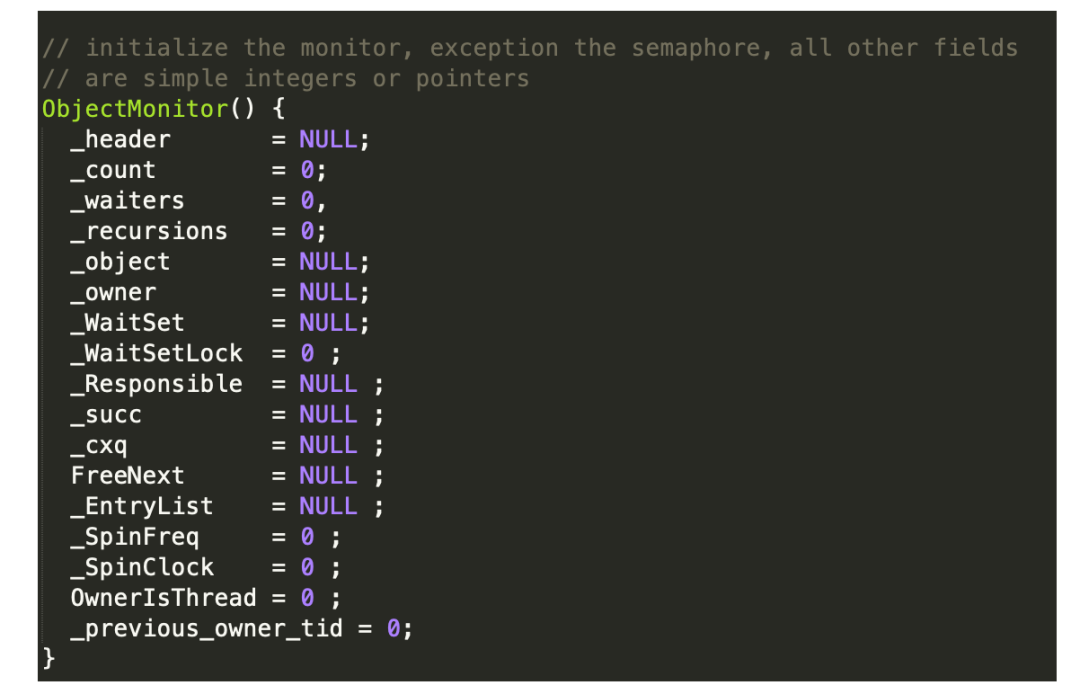 // initialize the monitor, exception the semaphore, all other fields
// are simple integers or pointers
ObjectMonitor() {
  _header       = NULL;
  _count        = 0;
  _waiters      = 0,
  _recursions   = 0;
  _object       = NULL;
  _owner        = NULL;
  _WaitSet      = NULL;
  _WaitSetLock  = 0 ;
  _Responsible  = NULL ;
  _succ         = NULL ;
  _cxq          = NULL ;
  FreeNext      = NULL ;
  _EntryList    = NULL ;
  _SpinFreq     = 0 ;
  _SpinClock    = 0 ;
  OwnerIsThread = 0 ;
  _previous_owner_tid = 0;
}